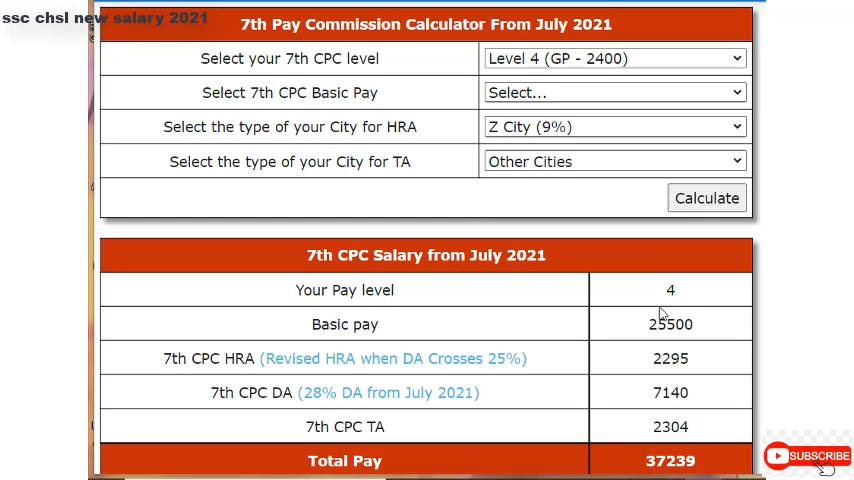 ssc chsl new salary 2021
7th Pay Commission Calculator From July 2021
Select your 7th CPC level Level 4 (GP - 2400)
Select 7th CPC Basic Pay Select...
Select the type of your City for HRA Z City (9%)
Select the type of your City for TA Other Cities
Calculate
7th CPC Salary from July 2021
Your Pay level 4
Basic pay 25500
7th CPC HRA (Revised HRA when DA Crosses 25%) 2295
7th CPC DA (28% DA from July 2021) 7140
7th CPC TA 2304
Total Pay 37239
SUBSCRIBE